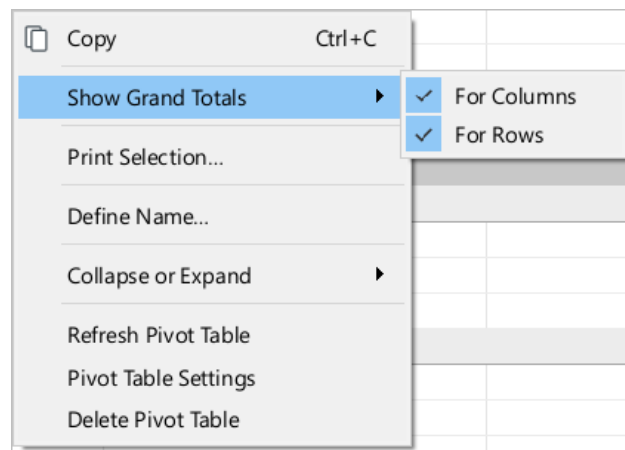 Copy Ctrl+C
Show Grand Totals
For Columns
For Rows
Print Selection...
Define Name...
Collapse or Expand
Refresh Pivot Table
Pivot Table Settings
Delete Pivot Table